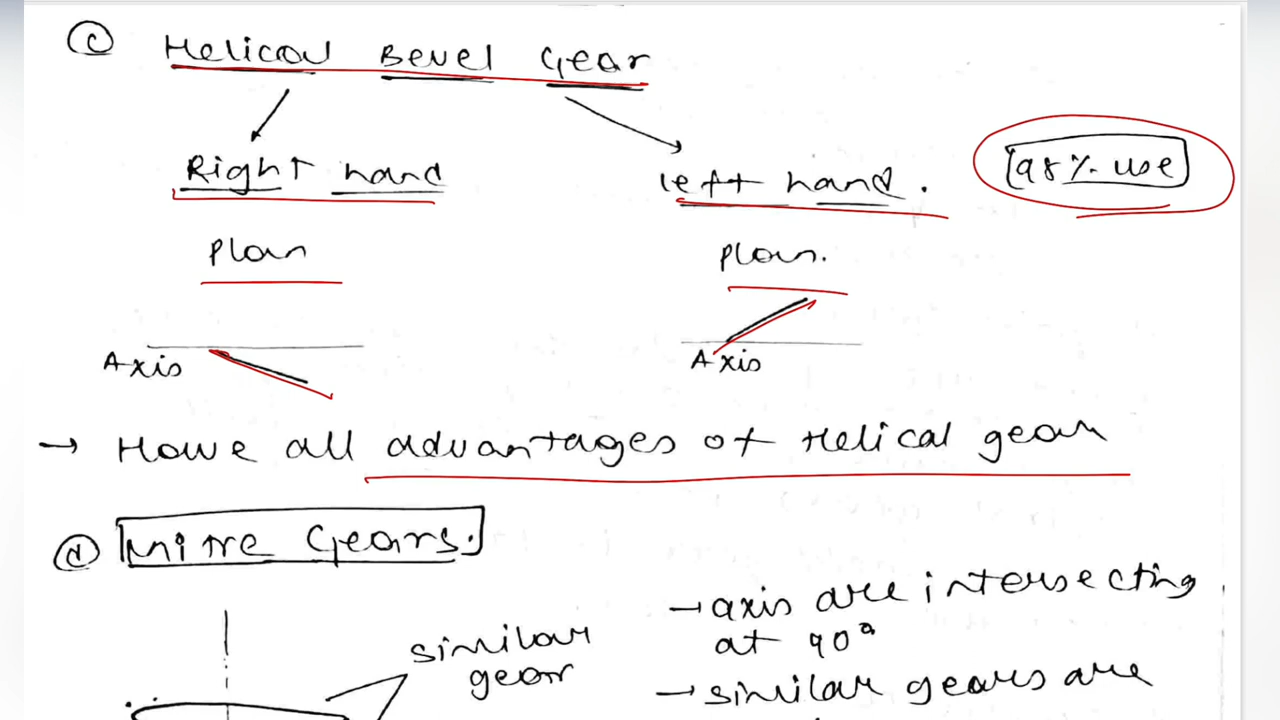 (c) Helical Bevel Gear
Right hand
left hand.
98% use
Plan
Plan.
Axis
Axis
→ Have all advantages of Helical gear
(d) Mitre Gears.
→ axis are intersecting
at 90°
similar
gear
→ similar gears are